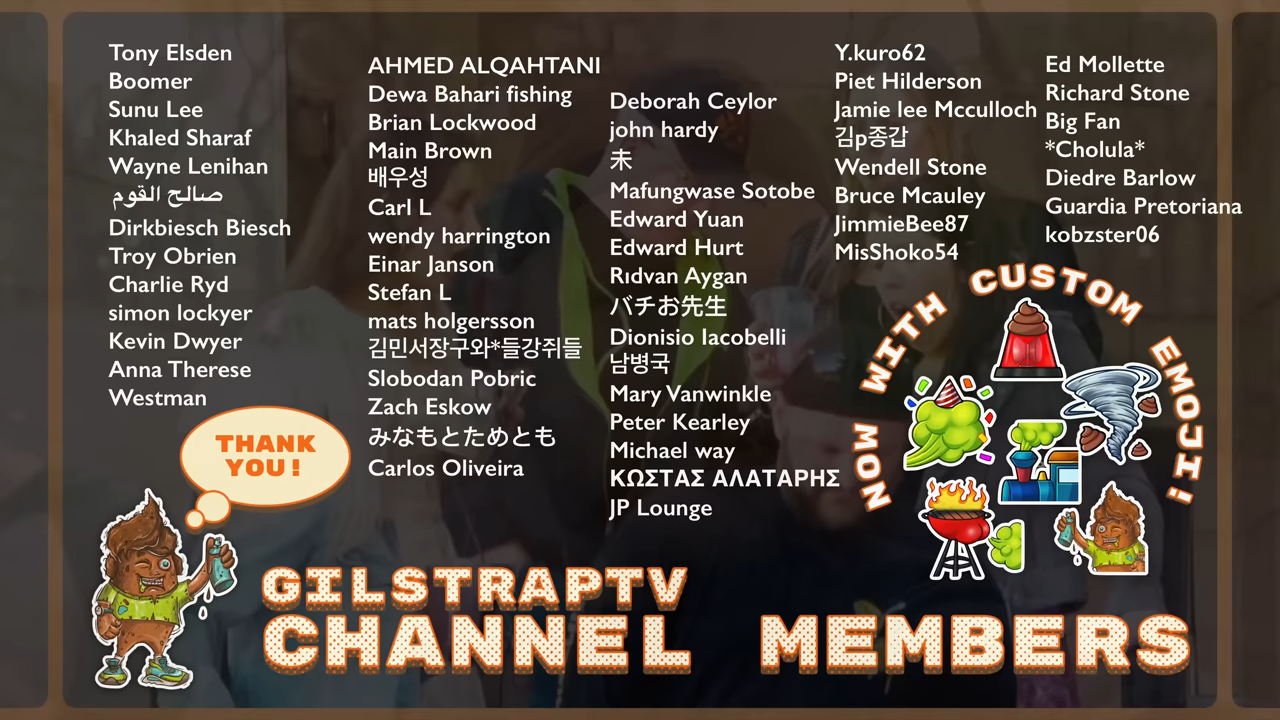 Tony Elsden
Boomer
Sunu Lee
Khaled Sharaf
Wayne Lenihan
صالح القوم
Dirkbiesch Biesch
Troy Obrien
Charlie Ryd
simon lockyer
Kevin Dwyer
Anna Therese
Westman
AHMED ALQAHTANI
Dewa Bahari fishing
Brian Lockwood
Main Brown
배우성
Carl L
wendy harrington
Einar Janson
Stefan L
mats holgersson
김민서장구와*들강쥐들
Slobodan Pobric
Zach Eskow
みなもとためとも
Carlos Oliveira
Deborah Ceylor
john hardy
未
Mafungwase Sotobe
Edward Yuan
Edward Hurt
Rıdvan Aygan
バチお先生
Dionisio Iacobelli
남병국
Mary Vanwinkle
Peter Kearley
Michael way
ΚΩΣΤΑΣ ΑΛΑΤΑΡΗΣ
JP Lounge
Y.kuro62
Piet Hilderson
Jamie lee Mcculloch
김p종갑
Wendell Stone
Bruce Mcauley
JimmieBee87
MisShoko54
Ed Mollette
Richard Stone
Big Fan
*Cholula*
Diedre Barlow
Guardia Pretoriana
kobzster06
NOW WITH CUSTOM EMOJI!
THANK
YOU!
GILSTRAPTV
CHANNEL MEMBERS